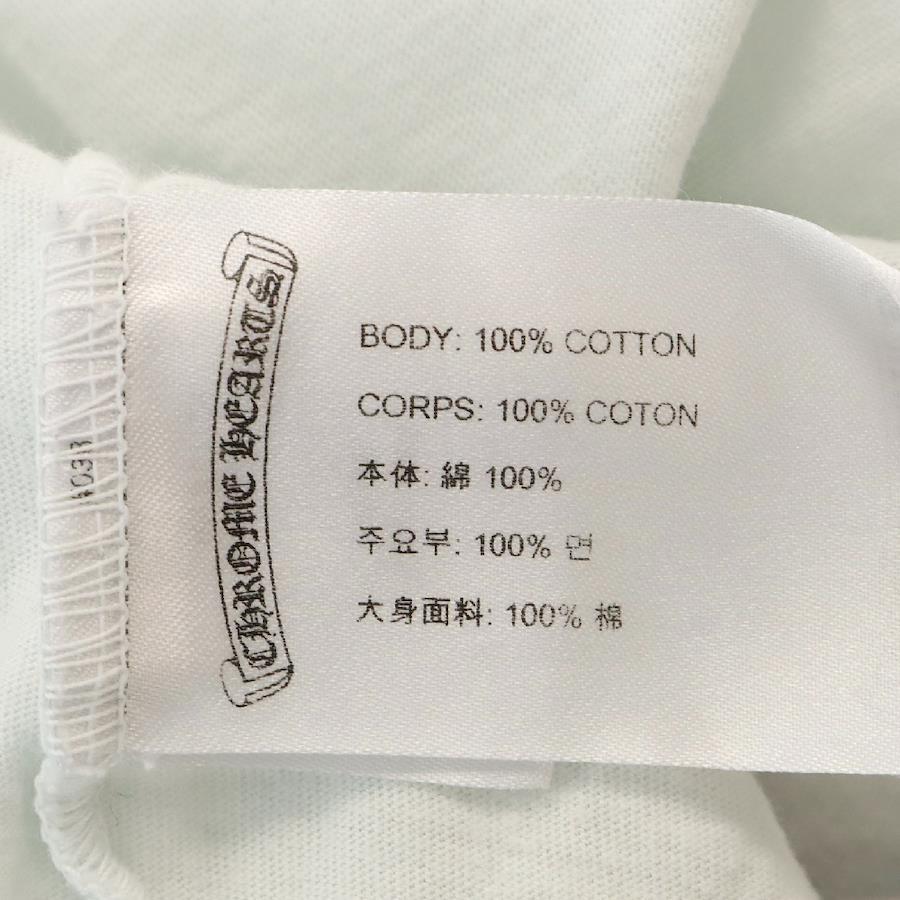 CHROME HEARTS
BODY: 100% COTTON
CORPS: 100% COTON
本体: 綿 100%
주요부: 100% 면
大身面料: 100% 棉